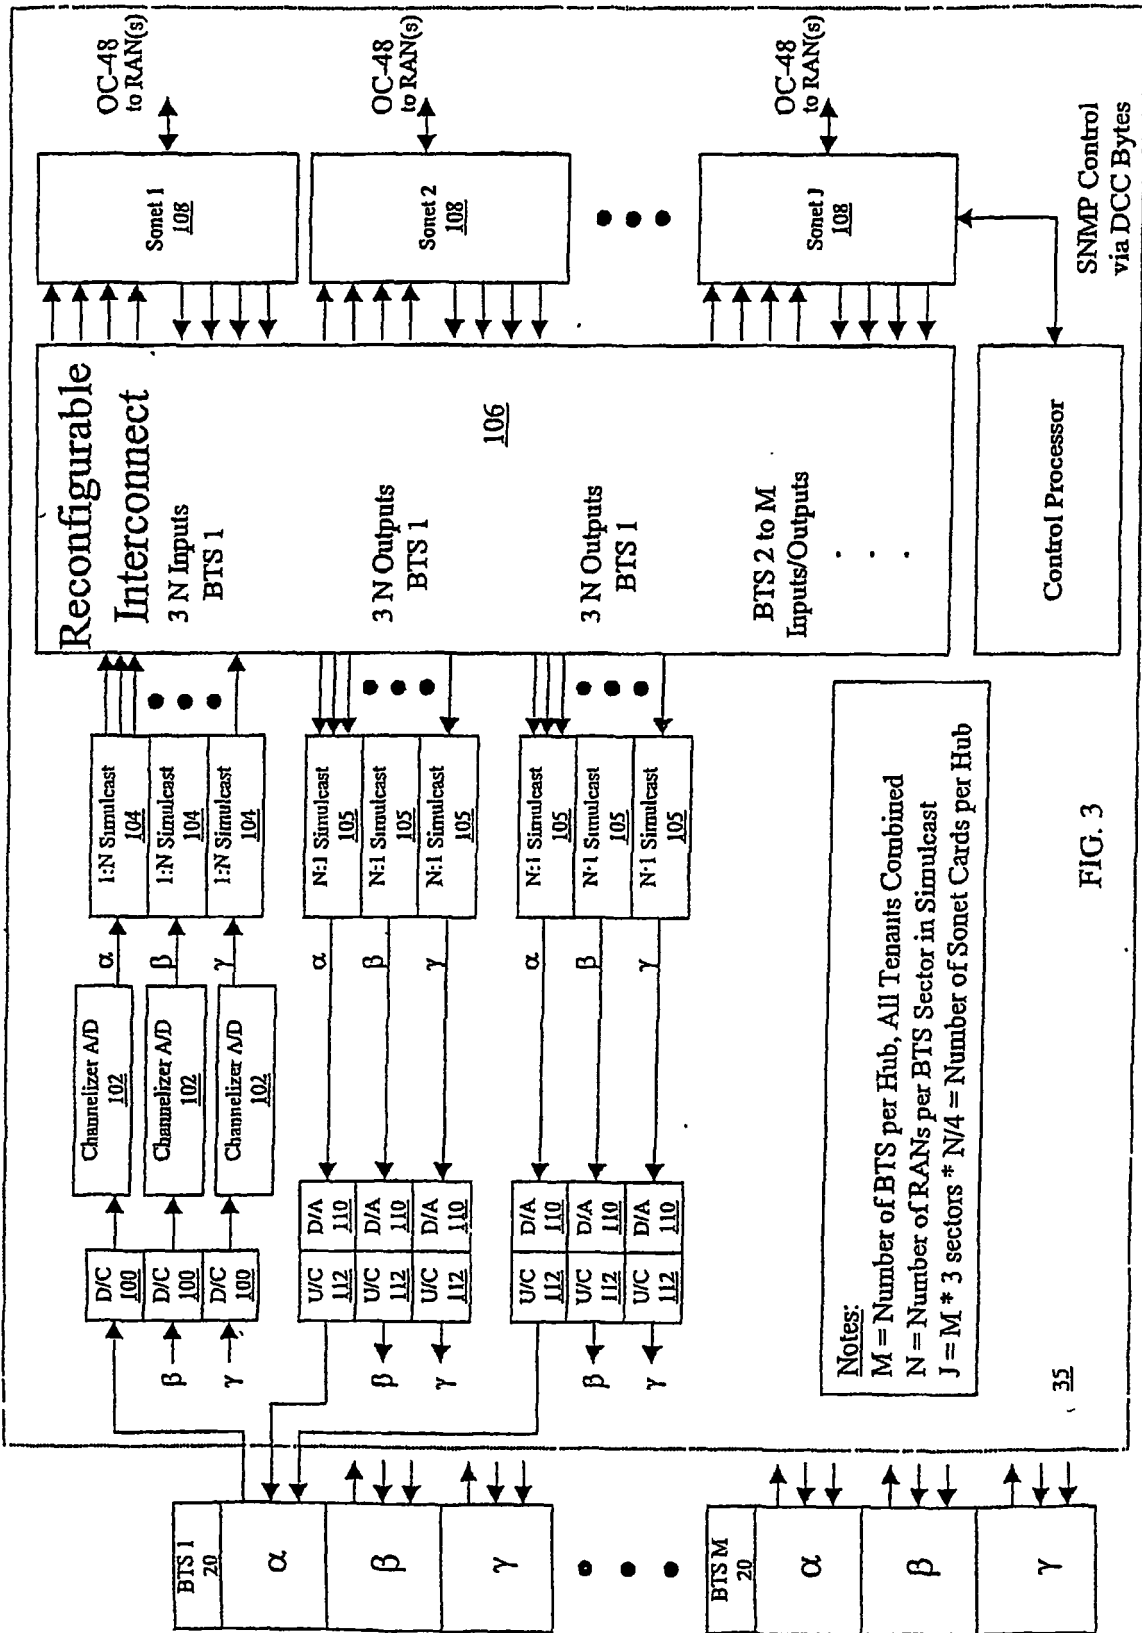 BTS 1
20
α
β
γ
BTS M
20
α
β
γ
D/C
100
β
D/C
100
γ
D/C
100
Channelizer A/D
102
Channelizer A/D
102
Channelizer A/D
102
α
β
γ
1:N Simulcast
104
1:N Simulcast
104
1:N Simulcast
104
U/C
112
D/A
110
U/C
112
D/A
110
U/C
112
D/A
110
β
γ
α
β
γ
N:1 Simulcast
105
N:1 Simulcast
105
N:1 Simulcast
105
U/C
112
D/A
110
U/C
112
D/A
110
U/C
112
D/A
110
β
γ
α
β
γ
N:1 Simulcast
105
N·1 Simulcast
105
N·1 Simulcast
105
Reconfigurable
Interconnect
3 N Inputs
BTS 1
3 N Outputs
BTS 1
106
3 N Outputs
BTS 1
BTS 2 to M
Inputs/Outputs
Sonet 1
108
OC-48
to RAN(s)
Sonet 2
108
OC-48
to RAN(s)
Sonet J
108
OC-48
to RAN(s)
Control Processor
SNMP Control
via DCC Bytes
Notes:
M = Number of BTS per Hub, All Tenants Combined
N = Number of RANs per BTS Sector in Simulcast
J = M * 3 sectors * N/4 = Number of Sonet Cards per Hub
35
FIG. 3